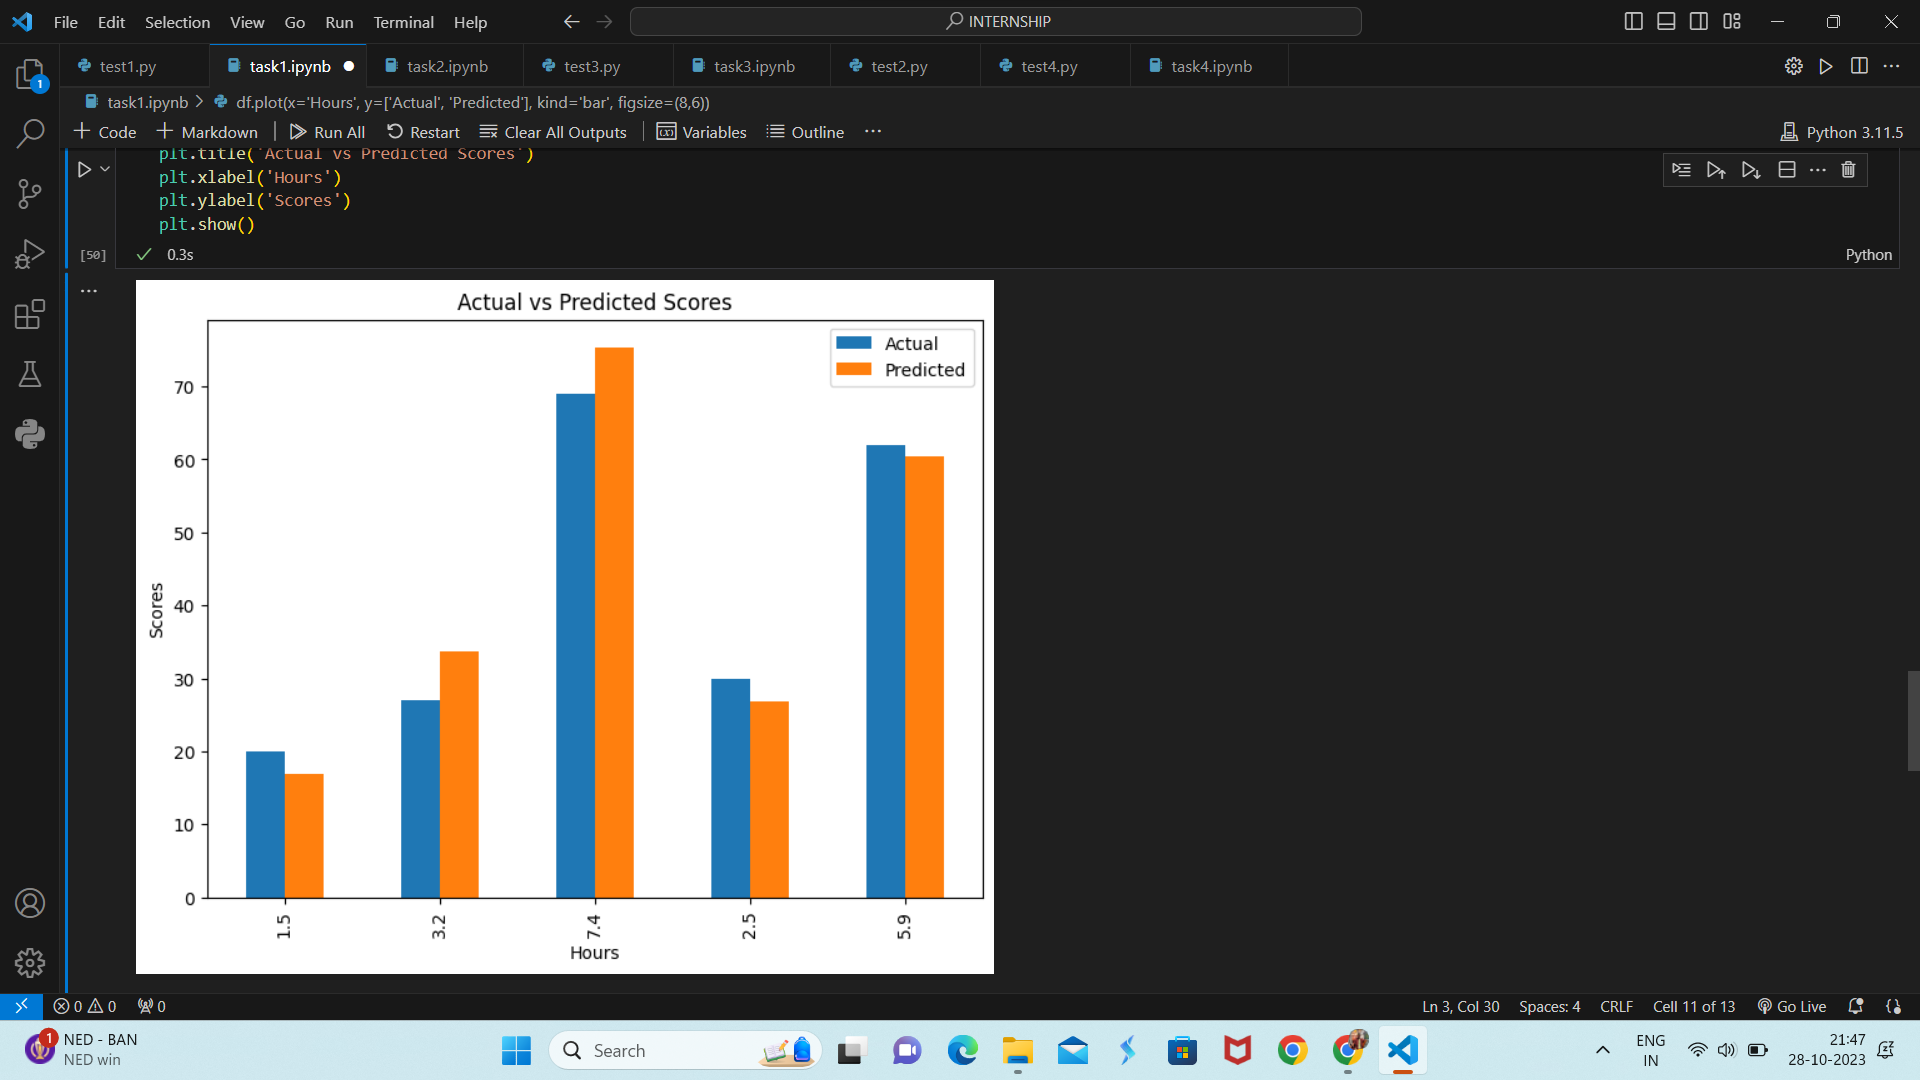 File Edit Selection View Go Run Terminal Help
INTERNSHIP
test1.py task1.ipynb task2.ipynb test3.py task3.ipynb test2.py test4.py task4.ipynb
task1.ipynb > df.plot(x='Hours', y=['Actual', 'Predicted'], kind='bar', figsize=(8,6))
Code Markdown Run All Restart Clear All Outputs Variables Outline ... Python 3.11.5
plt.title('Actual vs Predicted Scores')
plt.xlabel('Hours')
plt.ylabel('Scores')
plt.show()
[50] 0.3s Python
Actual vs Predicted Scores
Actual
Predicted
70
60
50
40
30
20
10
0
Scores
1.5 3.2 7.4 2.5 5.9
Hours
1
0 0 0 Ln 3, Col 30 Spaces: 4 CRLF Cell 11 of 13 Go Live
1
NED - BAN
NED win
Search
ENG
IN
21:47
28-10-2023